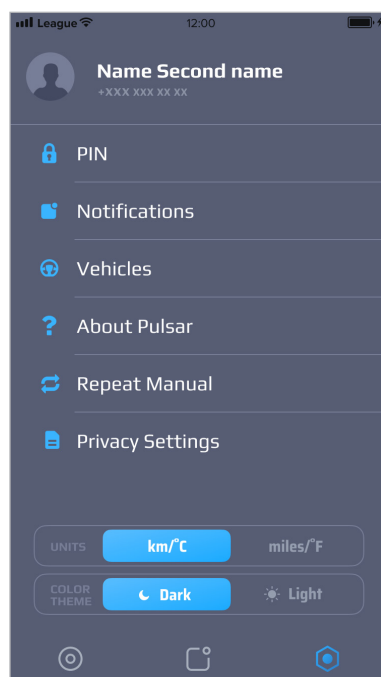 League
12:00
Name Second name
+XXX XXX XX XX
PIN
Notifications
Vehicles
About Pulsar
Repeat Manual
Privacy Settings
UNITS km/°C miles/°F
COLOR
THEME Dark Light